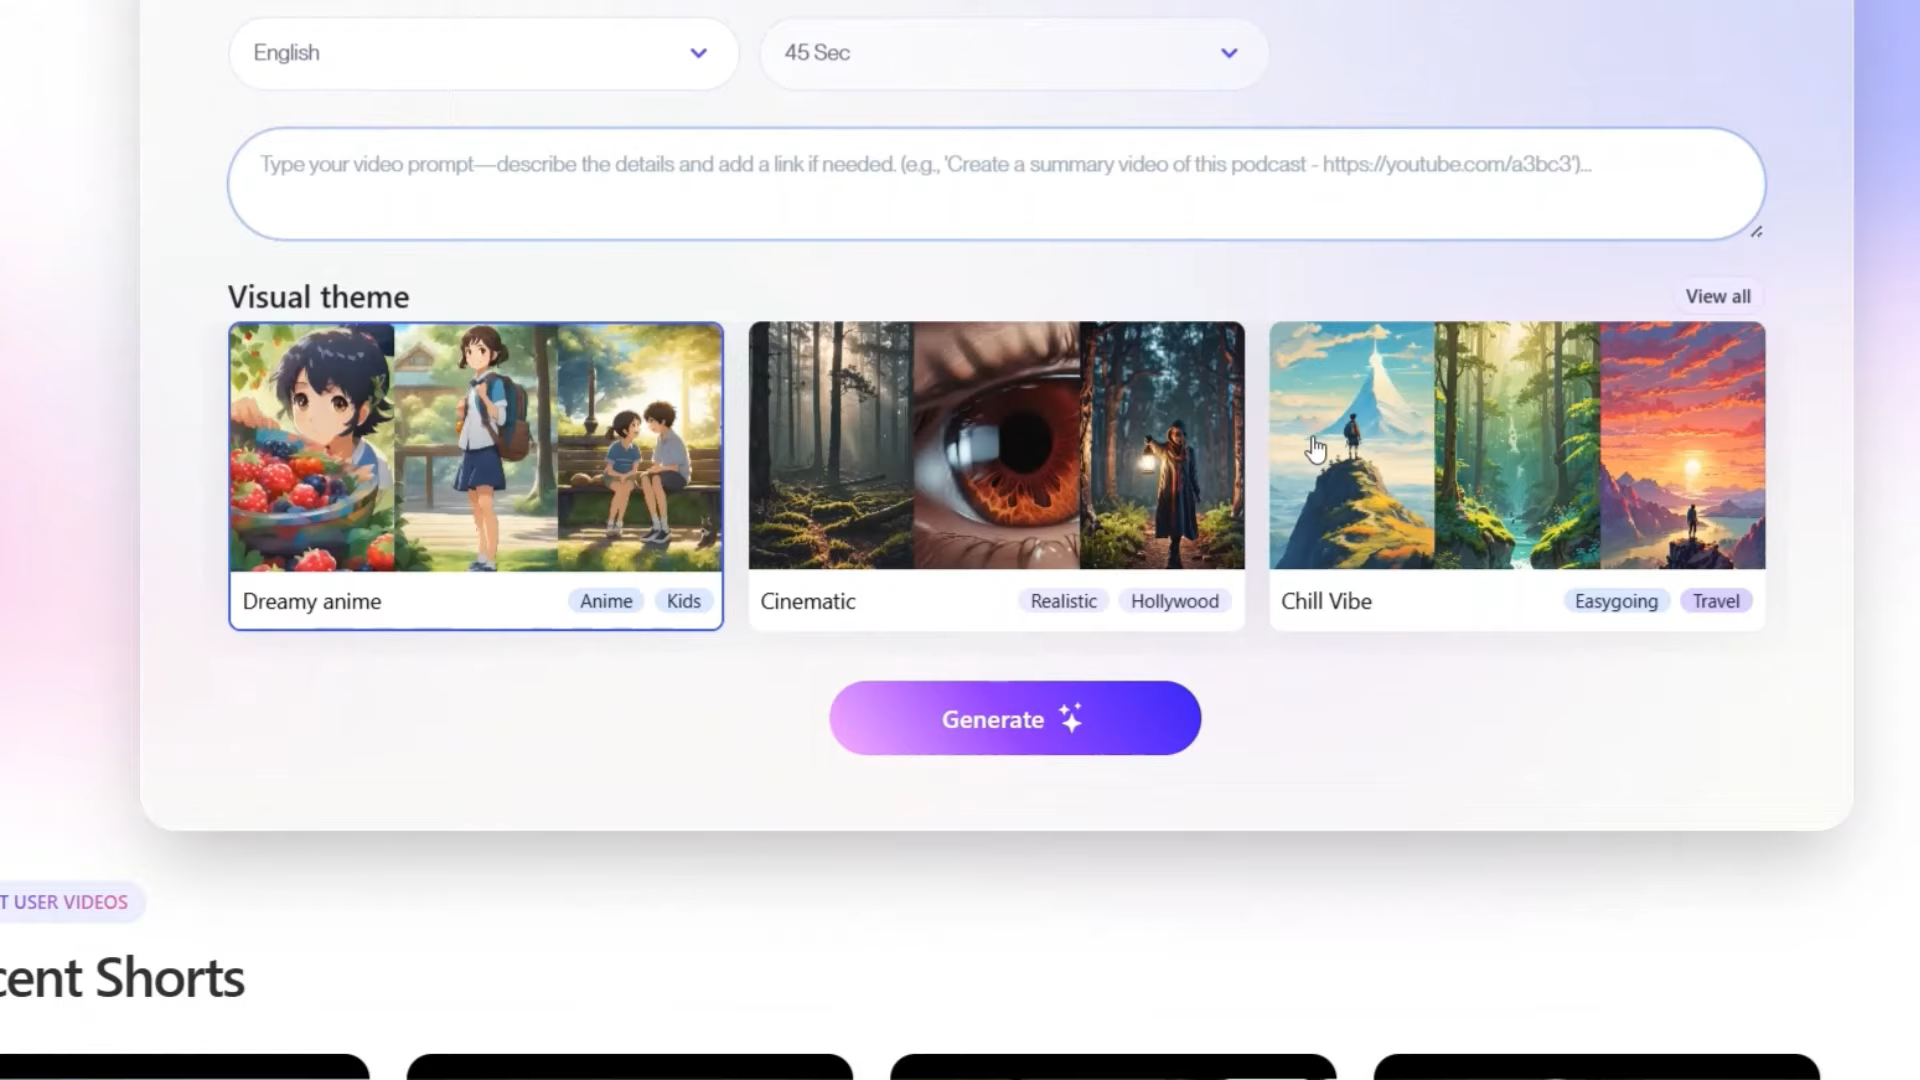 English
45 Sec
Type your video prompt—describe the details and add a link if needed. (e.g., 'Create a summary video of this podcast - https://youtube.com/a3bc3')...
Visual theme
View all
Dreamy anime
Anime
Kids
Cinematic
Realistic
Hollywood
Chill Vibe
Easygoing
Travel
Generate
T USER VIDEOS
cent Shorts